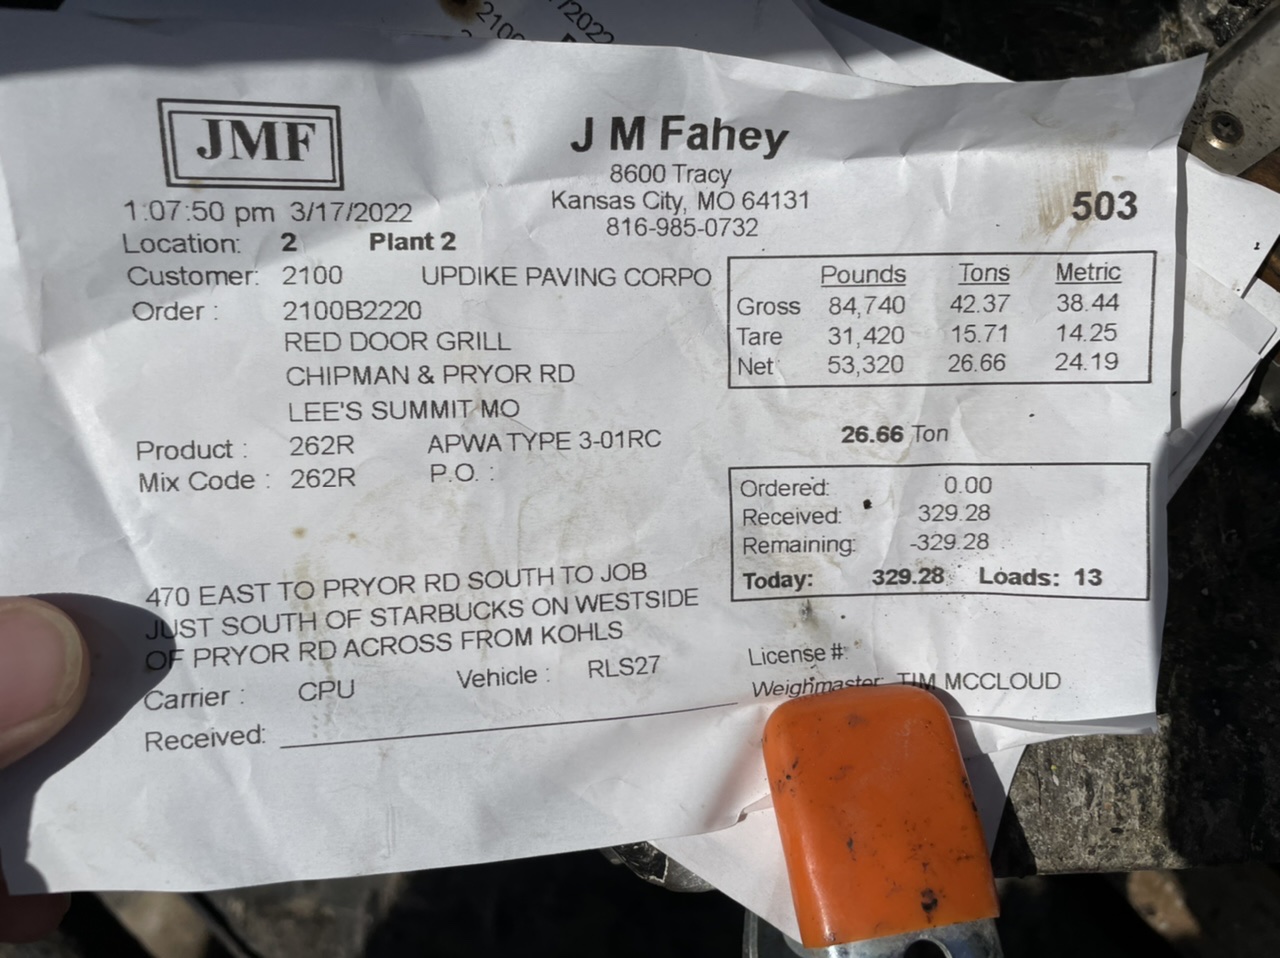 /2022
2100
JMF
J M Fahey
8600 Tracy
Kansas City, MO 64131
816-985-0732
503
1:07:50 pm 3/17/2022
Location: 2 Plant 2
Customer: 2100 UPDIKE PAVING CORPO
Order : 2100B2220
RED DOOR GRILL
CHIPMAN & PRYOR RD
LEE'S SUMMIT MO
Product : 262R APWA TYPE 3-01RC
Mix Code : 262R P.O. :
Pounds Tons Metric
Gross 84,740 42.37 38.44
Tare 31,420 15.71 14.25
Net 53,320 26.66 24.19
26.66 Ton
Ordered: 0.00
Received: 329.28
Remaining: -329.28
Today: 329.28 Loads: 13
470 EAST TO PRYOR RD SOUTH TO JOB
JUST SOUTH OF STARBUCKS ON WESTSIDE
OF PRYOR RD ACROSS FROM KOHLS
Carrier : CPU Vehicle : RLS27
Received:
License #:
Weighmaster TIM MCCLOUD